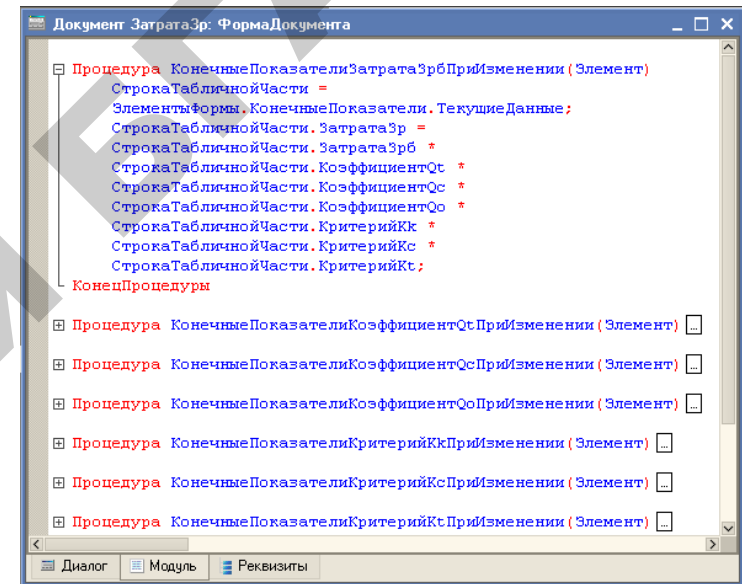 Документ ЗатратаЗр: ФормаДокумента
Процедура КонечныеПоказателиЗатратаЗрбПриИзменении(Элемент)
СтрокаТабличнойЧасти =
ЭлементыФормы.КонечныеПоказатели.ТекущиеДанные;
СтрокаТабличнойЧасти.ЗатратаЗр =
СтрокаТабличнойЧасти.ЗатратаЗрб *
СтрокаТабличнойЧасти.КоэффициентQt *
СтрокаТабличнойЧасти.КоэффициентQc *
СтрокаТабличнойЧасти.КоэффициентQo *
СтрокаТабличнойЧасти.КритерийKk *
СтрокаТабличнойЧасти.КритерийKc *
СтрокаТабличнойЧасти.КритерийKt;
КонецПроцедуры
Процедура КонечныеПоказателиКоэффициентQtПриИзменении(Элемент) ...
Процедура КонечныеПоказателиКоэффициентQcПриИзменении(Элемент) ...
Процедура КонечныеПоказателиКоэффициентQoПриИзменении(Элемент) ...
Процедура КонечныеПоказателиКритерийKkПриИзменении(Элемент) ...
Процедура КонечныеПоказателиКритерийKcПриИзменении(Элемент) ...
Процедура КонечныеПоказателиКритерийKtПриИзменении(Элемент) ...
Диалог Модуль Реквизиты